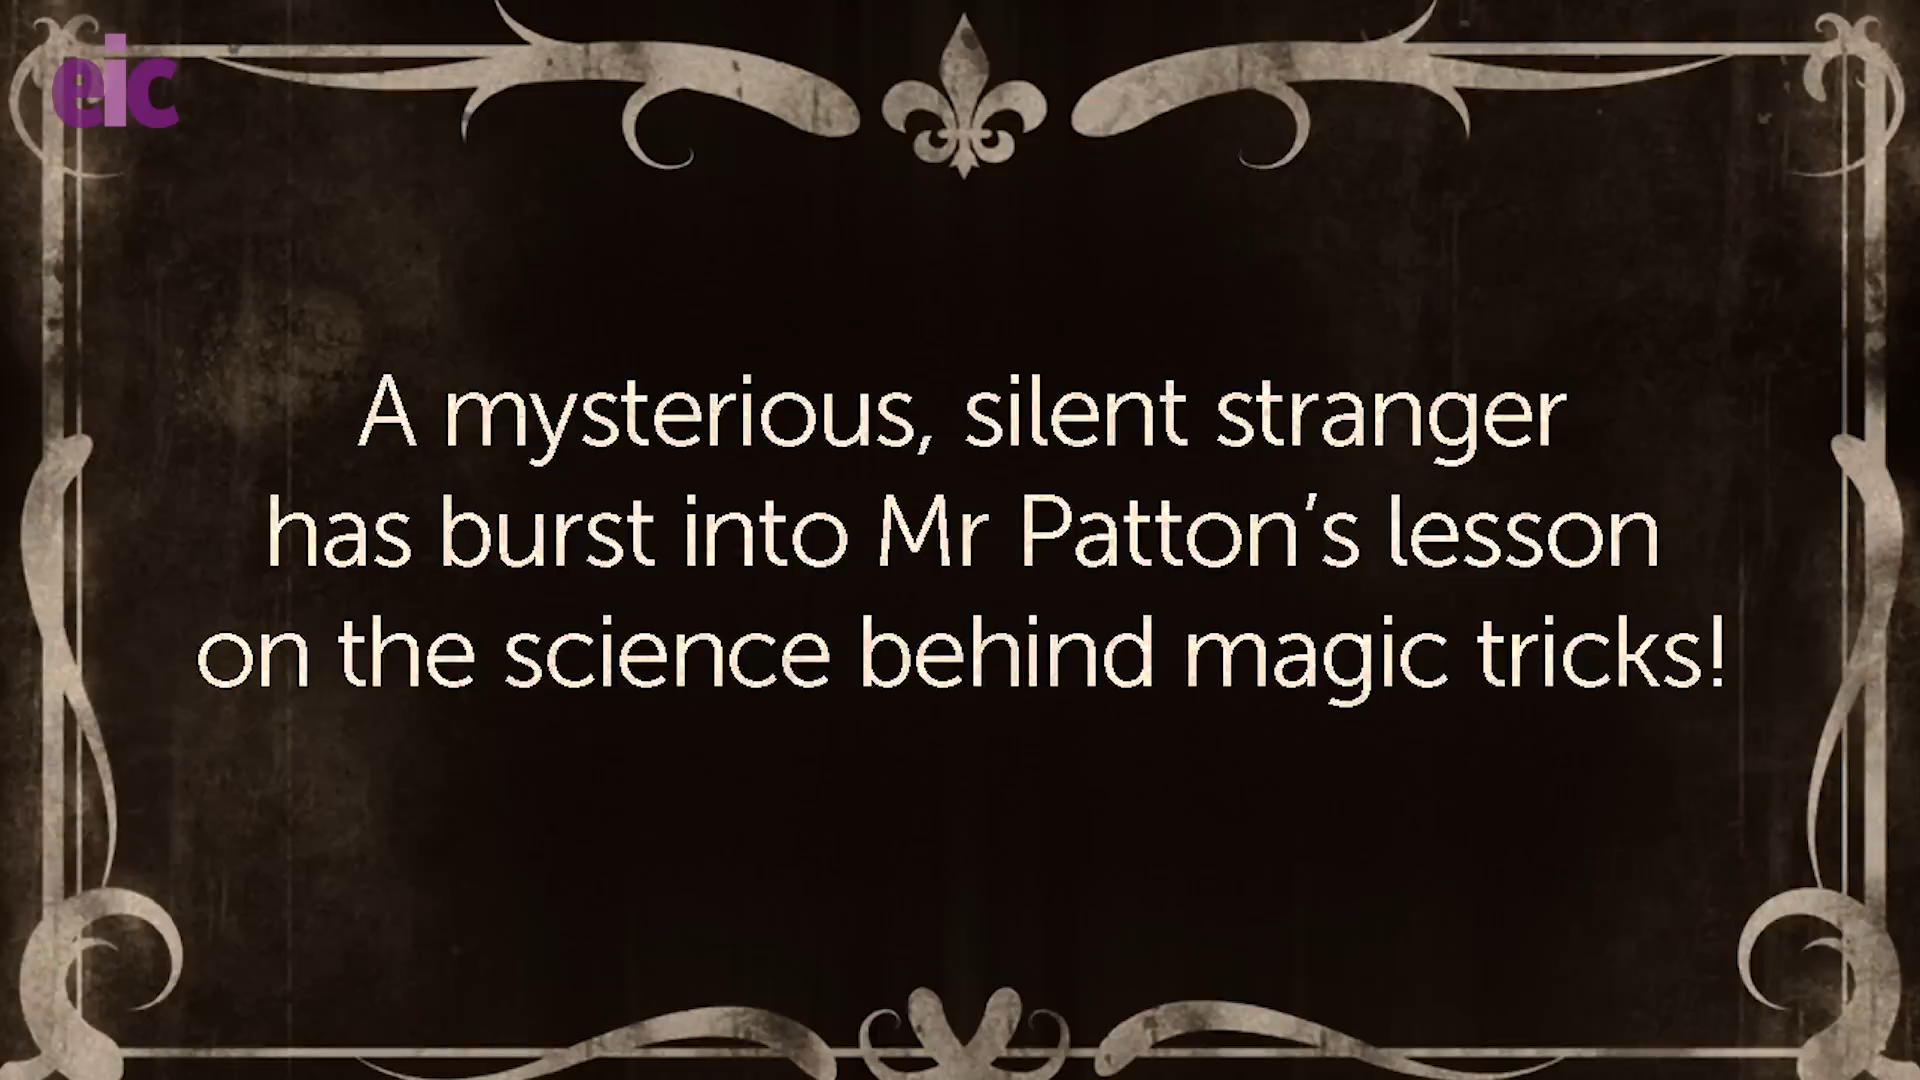 eic
A mysterious, silent stranger
has burst into Mr Patton's lesson
on the science behind magic tricks!